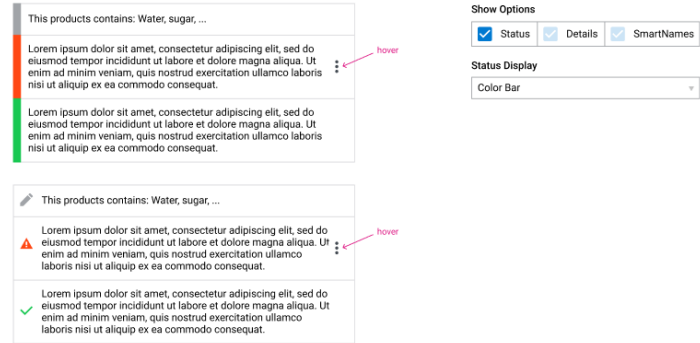 This products contains: Water, sugar, ...
Lorem ipsum dolor sit amet, consectetur adipiscing elit, sed do
eiusmod tempor incididunt ut labore et dolore magna aliqua. Ut
enim ad minim veniam, quis nostrud exercitation ullamco laboris
nisi ut aliquip ex ea commodo consequat.
hover
Lorem ipsum dolor sit amet, consectetur adipiscing elit, sed do
eiusmod tempor incididunt ut labore et dolore magna aliqua. Ut
enim ad minim veniam, quis nostrud exercitation ullamco laboris
nisi ut aliquip ex ea commodo consequat.
This products contains: Water, sugar, ...
Lorem ipsum dolor sit amet, consectetur adipiscing elit, sed do
eiusmod tempor incididunt ut labore et dolore magna aliqua. Ut
enim ad minim veniam, quis nostrud exercitation ullamco
laboris nisi ut aliquip ex ea commodo consequat.
hover
Lorem ipsum dolor sit amet, consectetur adipiscing elit, sed do
eiusmod tempor incididunt ut labore et dolore magna aliqua. Ut
enim ad minim veniam, quis nostrud exercitation ullamco
laboris nisi ut aliquip ex ea commodo consequat.
Show Options
Status Details SmartNames
Status Display
Color Bar